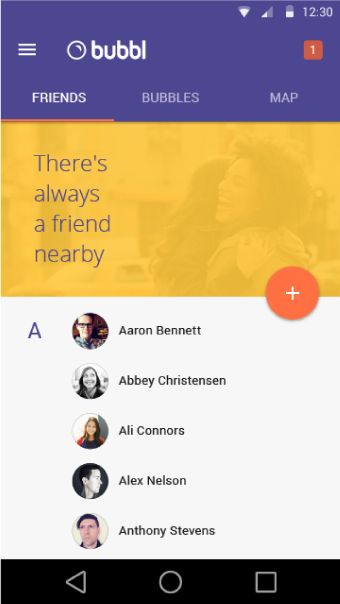 12:30
bubbl
1
FRIENDS BUBBLES MAP
There's
always
a friend
nearby
+
A
Aaron Bennett
Abbey Christensen
Ali Connors
Alex Nelson
Anthony Stevens